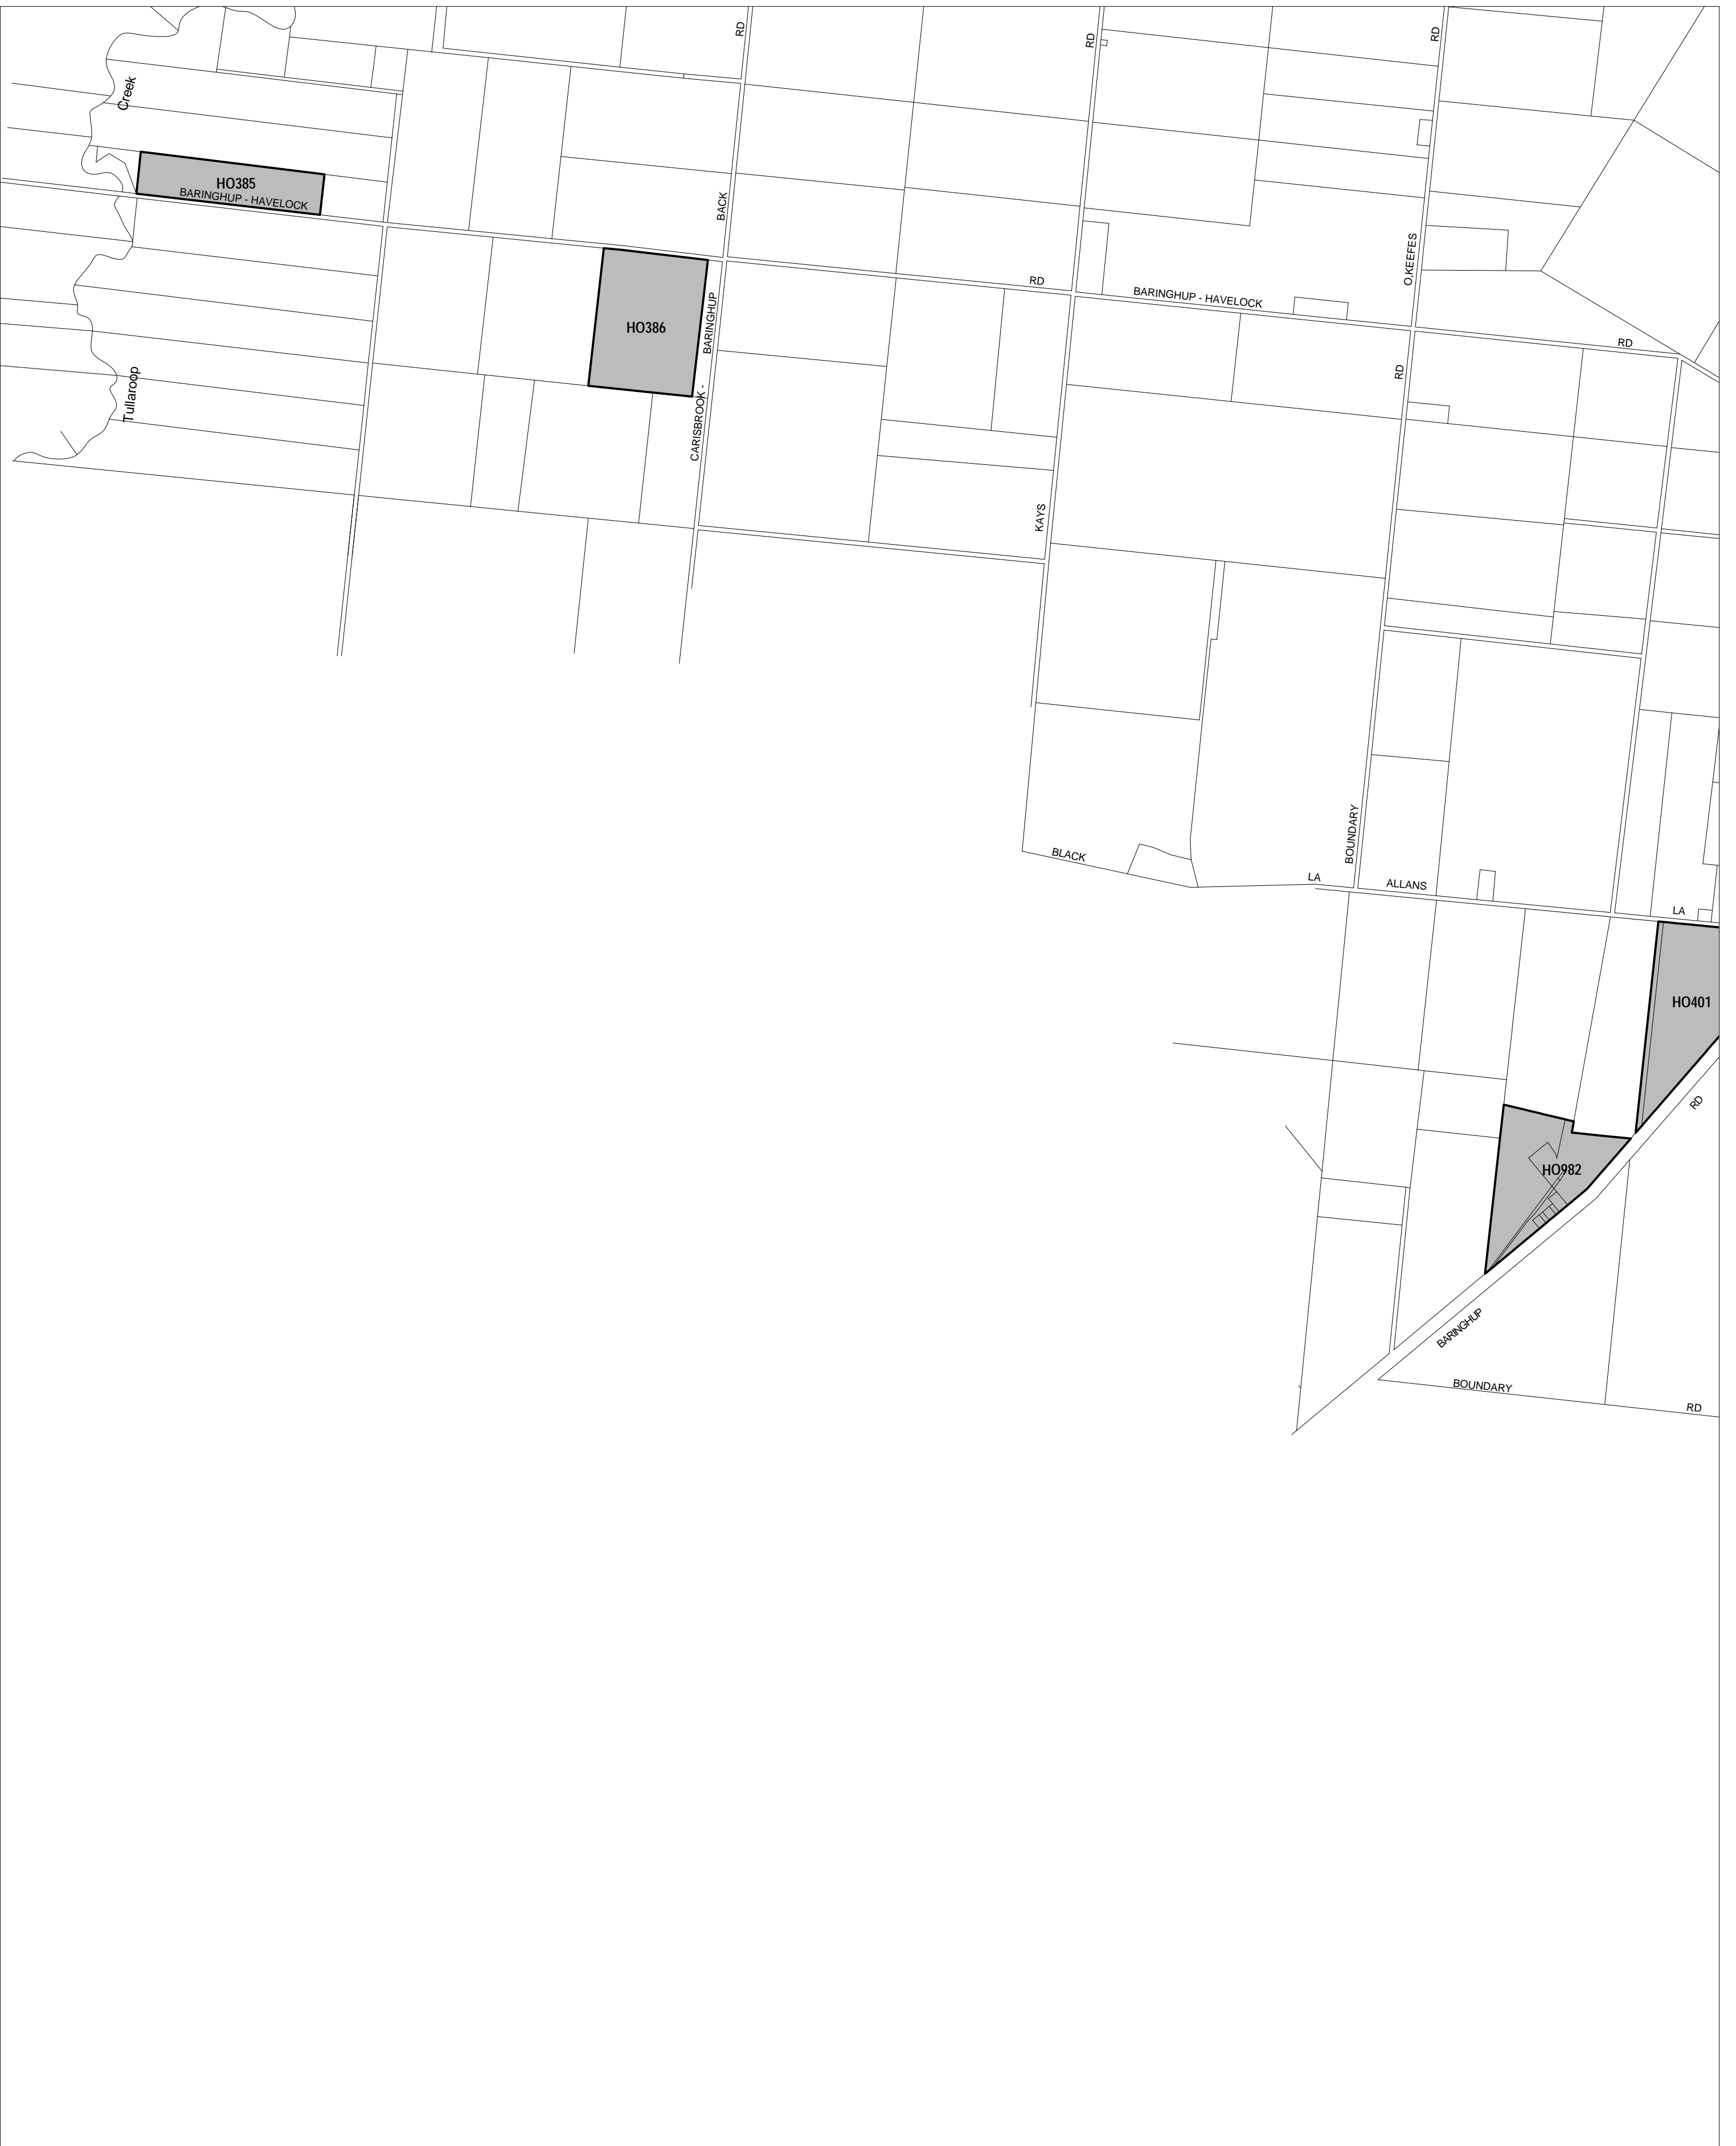 RD
RD
RD
Creek
HO385
BARINGHUP - HAVELOCK
BACK
O,KEEFES
RD
BARINGHUP - HAVELOCK
HO386
BARINGHUP
RD
Tullaroop
RD
CARISBROOK -
KAYS
BOUNDARY
BLACK
LA
ALLANS
LA
HO401
RD
HO982
BARINGHUP
BOUNDARY
RD